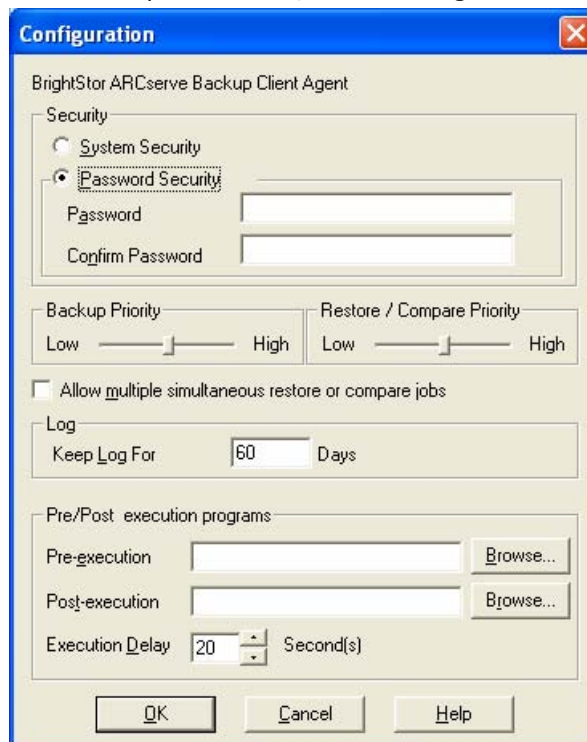 Configuration
BrightStor ARCserve Backup Client Agent
Security
System Security
Password Security
Password
Confirm Password
Backup Priority
Low High
Restore / Compare Priority
Low High
Allow multiple simultaneous restore or compare jobs
Log
Keep Log For 60 Days
Pre/Post execution programs
Pre-execution Browse...
Post-execution Browse...
Execution Delay 20 Second(s)
OK Cancel Help